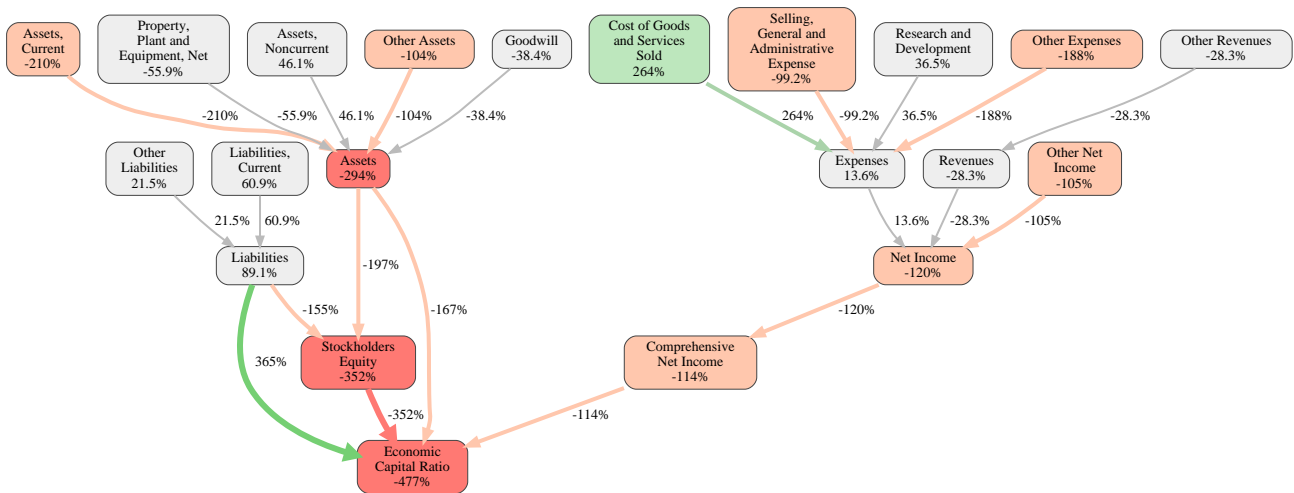 Assets,
Current
-210%
Property,
Plant and
Equipment, Net
-55.9%
Assets,
Noncurrent
46.1%
Other Assets
-104%
Goodwill
-38.4%
Cost of Goods
and Services
Sold
264%
Selling,
General and
Administrative
Expense
-99.2%
Research and
Development
36.5%
Other Expenses
-188%
Other Revenues
-28.3%
-210%
-55.9%
46.1%
-104%
-38.4%
264%
-99.2%
36.5%
-188%
-28.3%
Other
Liabilities
21.5%
Liabilities,
Current
60.9%
Assets
-294%
Expenses
13.6%
Revenues
-28.3%
Other Net
Income
-105%
21.5%
60.9%
13.6%
-28.3%
-105%
Liabilities
89.1%
-197%
Net Income
-120%
-155%
-167%
-120%
365%
Stockholders
Equity
-352%
Comprehensive
Net Income
-114%
-352%
-114%
Economic
Capital Ratio
-477%